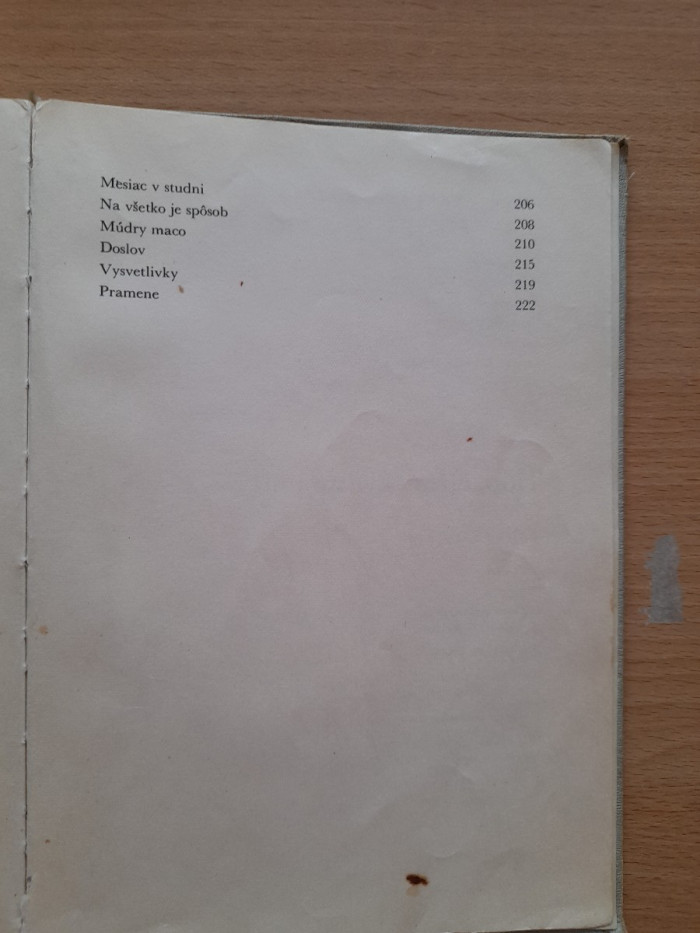 Mesiac v studni 206
Na všetko je spôsob 208
Múdry maco 210
Doslov 215
Vysvetlivky 219
Pramene 222